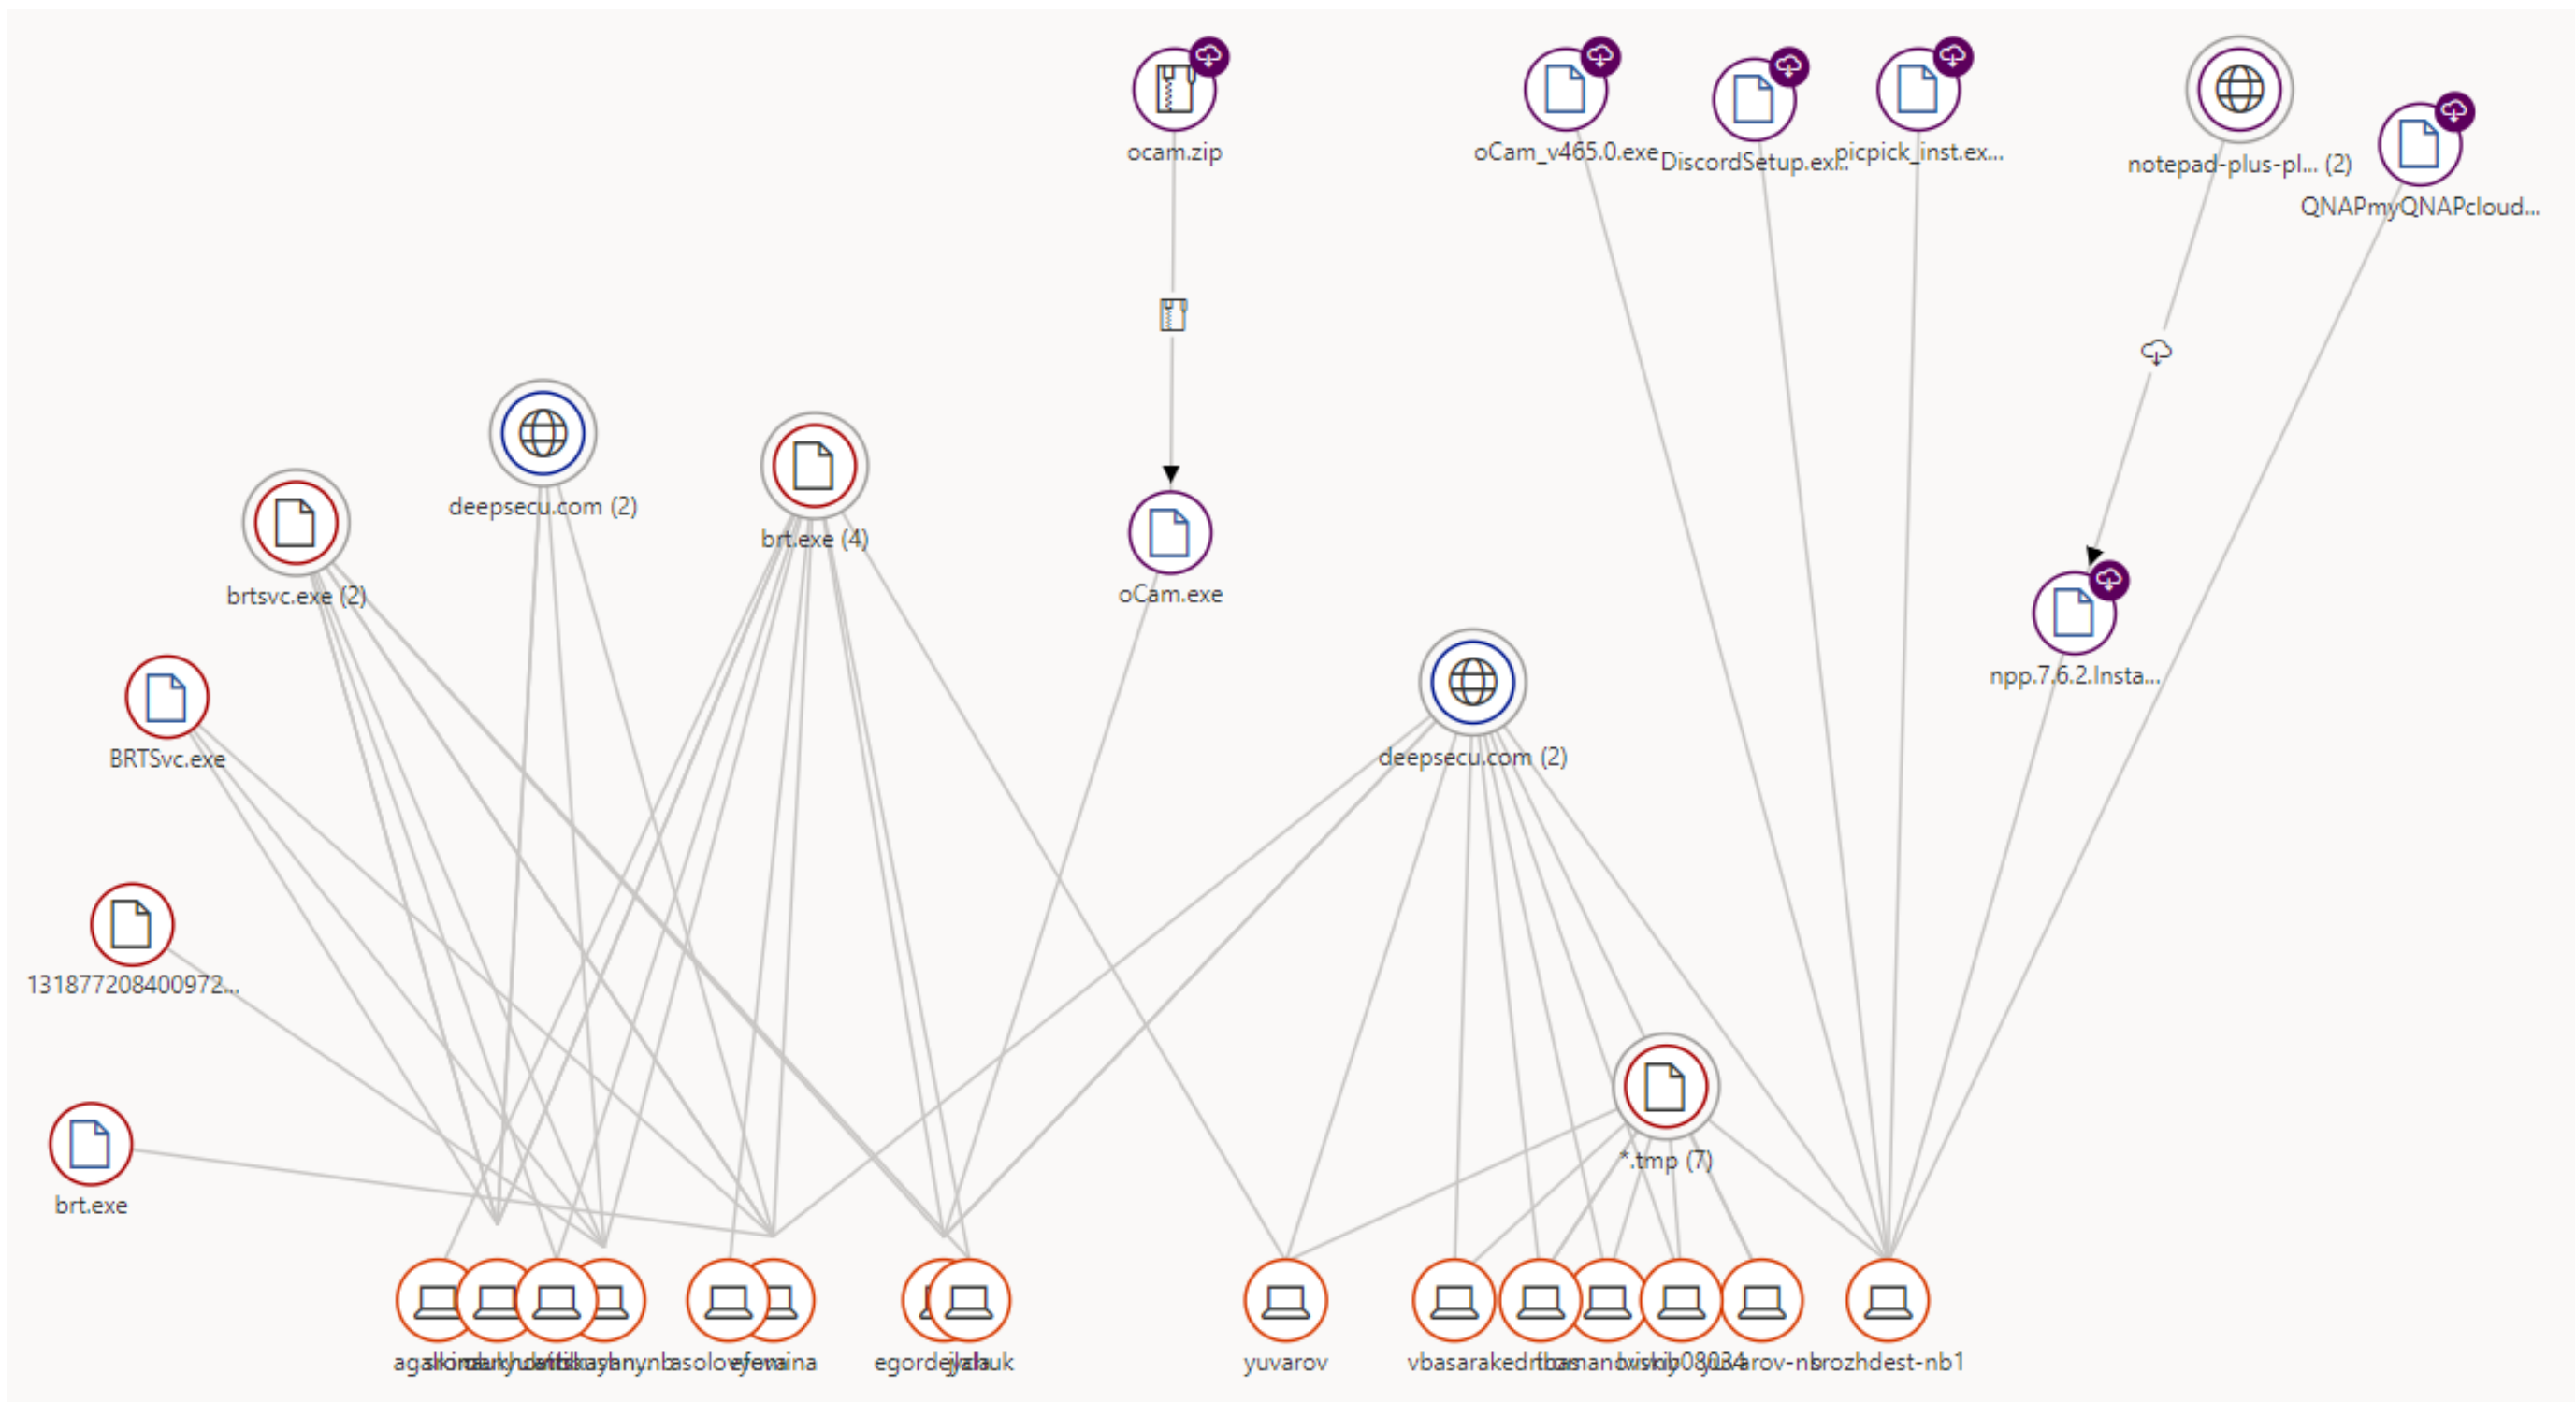 ocam.zip
oCam_v465.0.exe
DiscordSetup.ex...
picpick_inst.ex...
notepad-plus-pl... (2)
QNAPmyQNAPcloud...
deepsecu.com (2)
brt.exe (4)
brtsvc.exe (2)
oCam.exe
npp.7.6.2.Insta...
BRTSvc.exe
deepsecu.com (2)
131877208400972...
*.tmp (7)
brt.exe
yuvarov